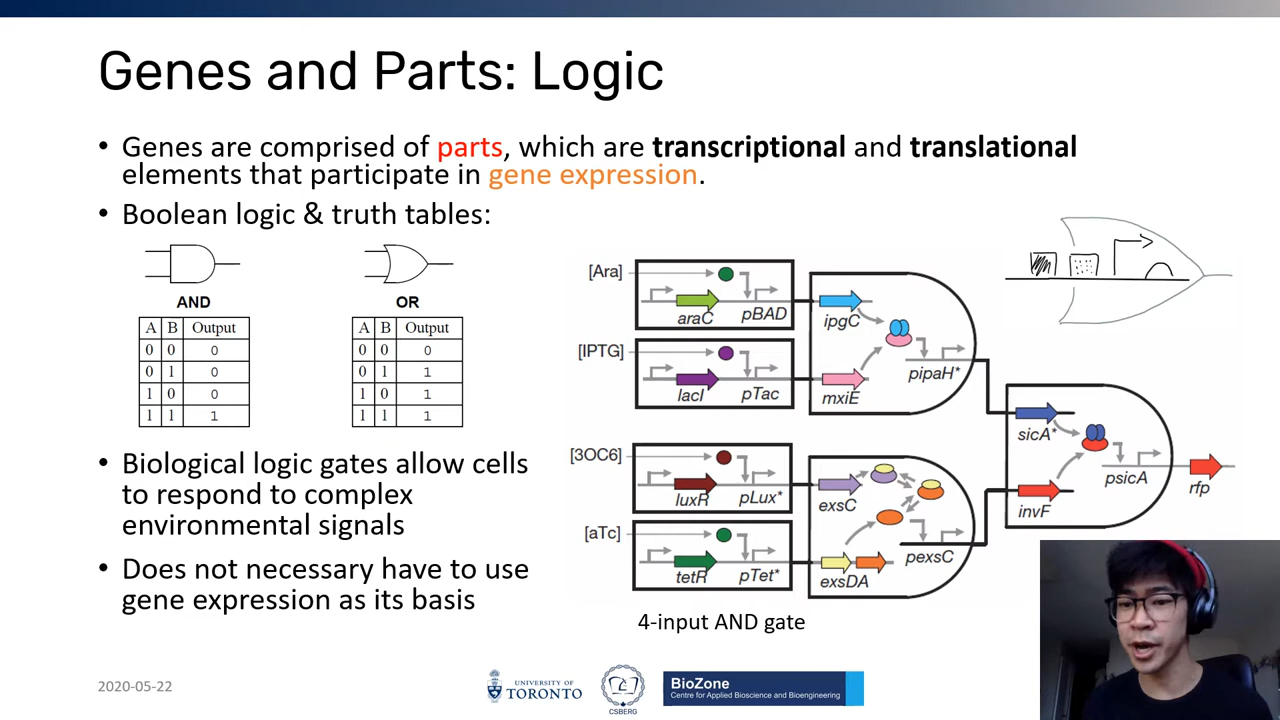 Genes and Parts: Logic
• Genes are comprised of parts, which are transcriptional and translational
elements that participate in gene expression.
• Boolean logic & truth tables:
AND
A B Output
0 0 0
0 1 0
1 0 0
1 1 1
OR
A B Output
0 0 0
0 1 1
1 0 1
1 1 1
• Biological logic gates allow cells
to respond to complex
environmental signals
• Does not necessary have to use
gene expression as its basis
[Ara]
araC pBAD
[IPTG]
lacI pTac
ipgC
mxiE
pipaH*
[3OC6]
luxR pLux*
[aTc]
tetR pTet*
exsC
exsDA
pexsC
sicA*
invF
psicA
rfp
4-input AND gate
2020-05-22
UNIVERSITY OF
TORONTO
CSBERG
BioZone
Centre for Applied Bioscience and Bioengineering